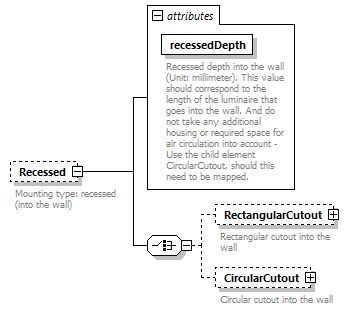 attributes
recessedDepth
Recessed depth into the wall
(Unit: millimeter). This value
should correspond to the
length of the luminaire that
goes into the wall. And do
not take any additional
housing or required space for
air circulation into account -
Use the child element
CircularCutout, should this
need to be mapped.
Recessed
Mounting type: recessed
(into the wall)
RectangularCutout
Rectangular cutout into the
wall
CircularCutout
Circular cutout into the wall